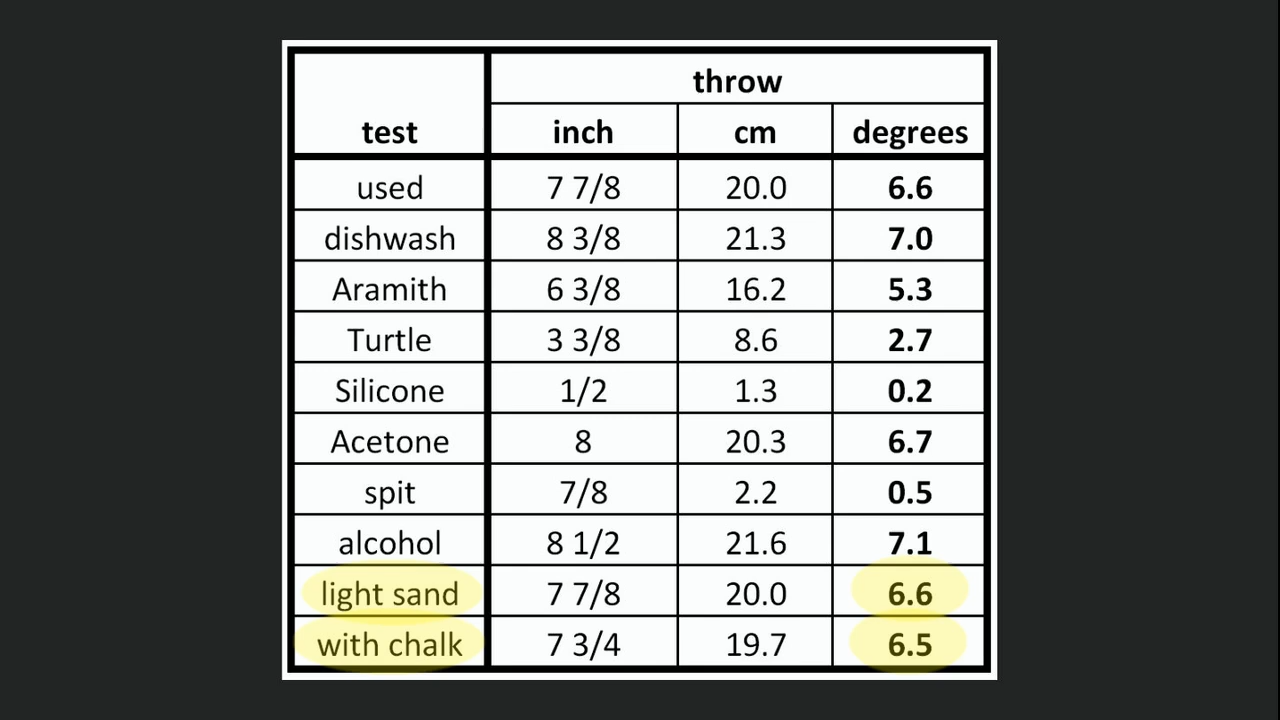 throw
test inch cm degrees
used 7 7/8 20.0 6.6
dishwash 8 3/8 21.3 7.0
Aramith 6 3/8 16.2 5.3
Turtle 3 3/8 8.6 2.7
Silicone 1/2 1.3 0.2
Acetone 8 20.3 6.7
spit 7/8 2.2 0.5
alcohol 8 1/2 21.6 7.1
light sand 7 7/8 20.0 6.6
with chalk 7 3/4 19.7 6.5